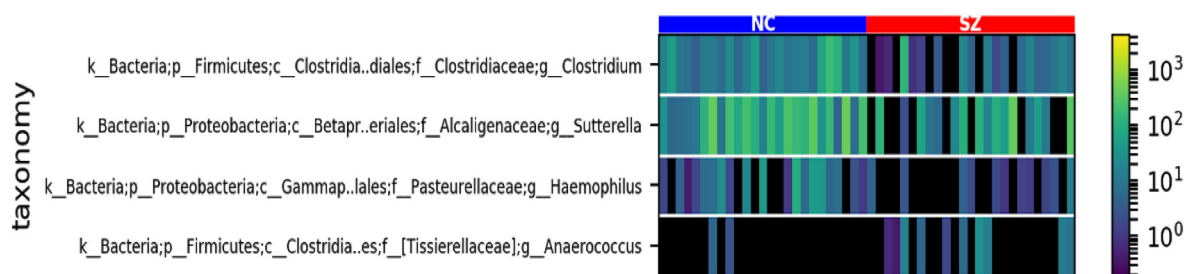 NC SZ
k__Bacteria;p__Firmicutes;c__Clostridia..diales;f__Clostridiaceae;g__Clostridium
k__Bacteria;p__Proteobacteria;c__Betapr..eriales;f__Alcaligenaceae;g__Sutterella
k__Bacteria;p__Proteobacteria;c__Gammap..lales;f__Pasteurellaceae;g__Haemophilus
k__Bacteria;p__Firmicutes;c__Clostridia..es;f__[Tissierellaceae];g__Anaerococcus
taxonomy
10³
10²
10¹
10⁰